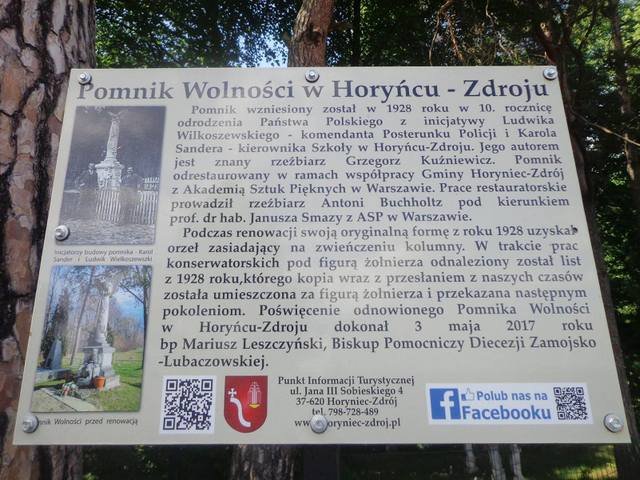 Pomnik Wolności w Horyńcu - Zdroju
Pomnik wzniesiony został w 1928 roku w 10. rocznicę
odrodzenia Państwa Polskiego z inicjatywy Ludwika
Wilkoszewskiego - komendanta Posterunku Policji i Karola
Sandera - kierownika Szkoły w Horyńcu-Zdroju. Jego autorem
jest znany rzeźbiarz Grzegorz Kuźniewicz. Pomnik
odrestaurowany w ramach współpracy Gminy Horyniec-Zdrój
z Akademią Sztuk Pięknych w Warszawie. Prace restauratorskie
prowadził rzeźbiarz Antoni Buchholtz pod kierunkiem
prof. dr hab. Janusza Smazy z ASP w Warszawie.
Podczas renowacji swoją oryginalną formę z roku 1928 uzyskał
orzeł zasiadający na zwieńczeniu kolumny. W trakcie prac
konserwatorskich pod figurą żołnierza odnaleziony został list
z 1928 roku,którego kopia wraz z przesłaniem z naszych czasów
została umieszczona za figurą żołnierza i przekazana następnym
pokoleniom. Poświęcenie odnowionego Pomnika Wolności
w Horyńcu-Zdroju dokonał 3 maja 2017 roku
bp Mariusz Leszczyński, Biskup Pomocniczy Diecezji Zamojsko
-Lubaczowskiej.
Inicjatorzy budowy pomnika - Karol
Sander i Ludwik Wielkoszewizki
Pomnik Wolności przed renowacją
Punkt Informacji Turystycznej
ul. Jana III Sobieskiego 4
37-620 Horyniec-Zdrój
tel. 798-728-489
www.horyniec-zdroj.pl
Polub nas na
Facebooku